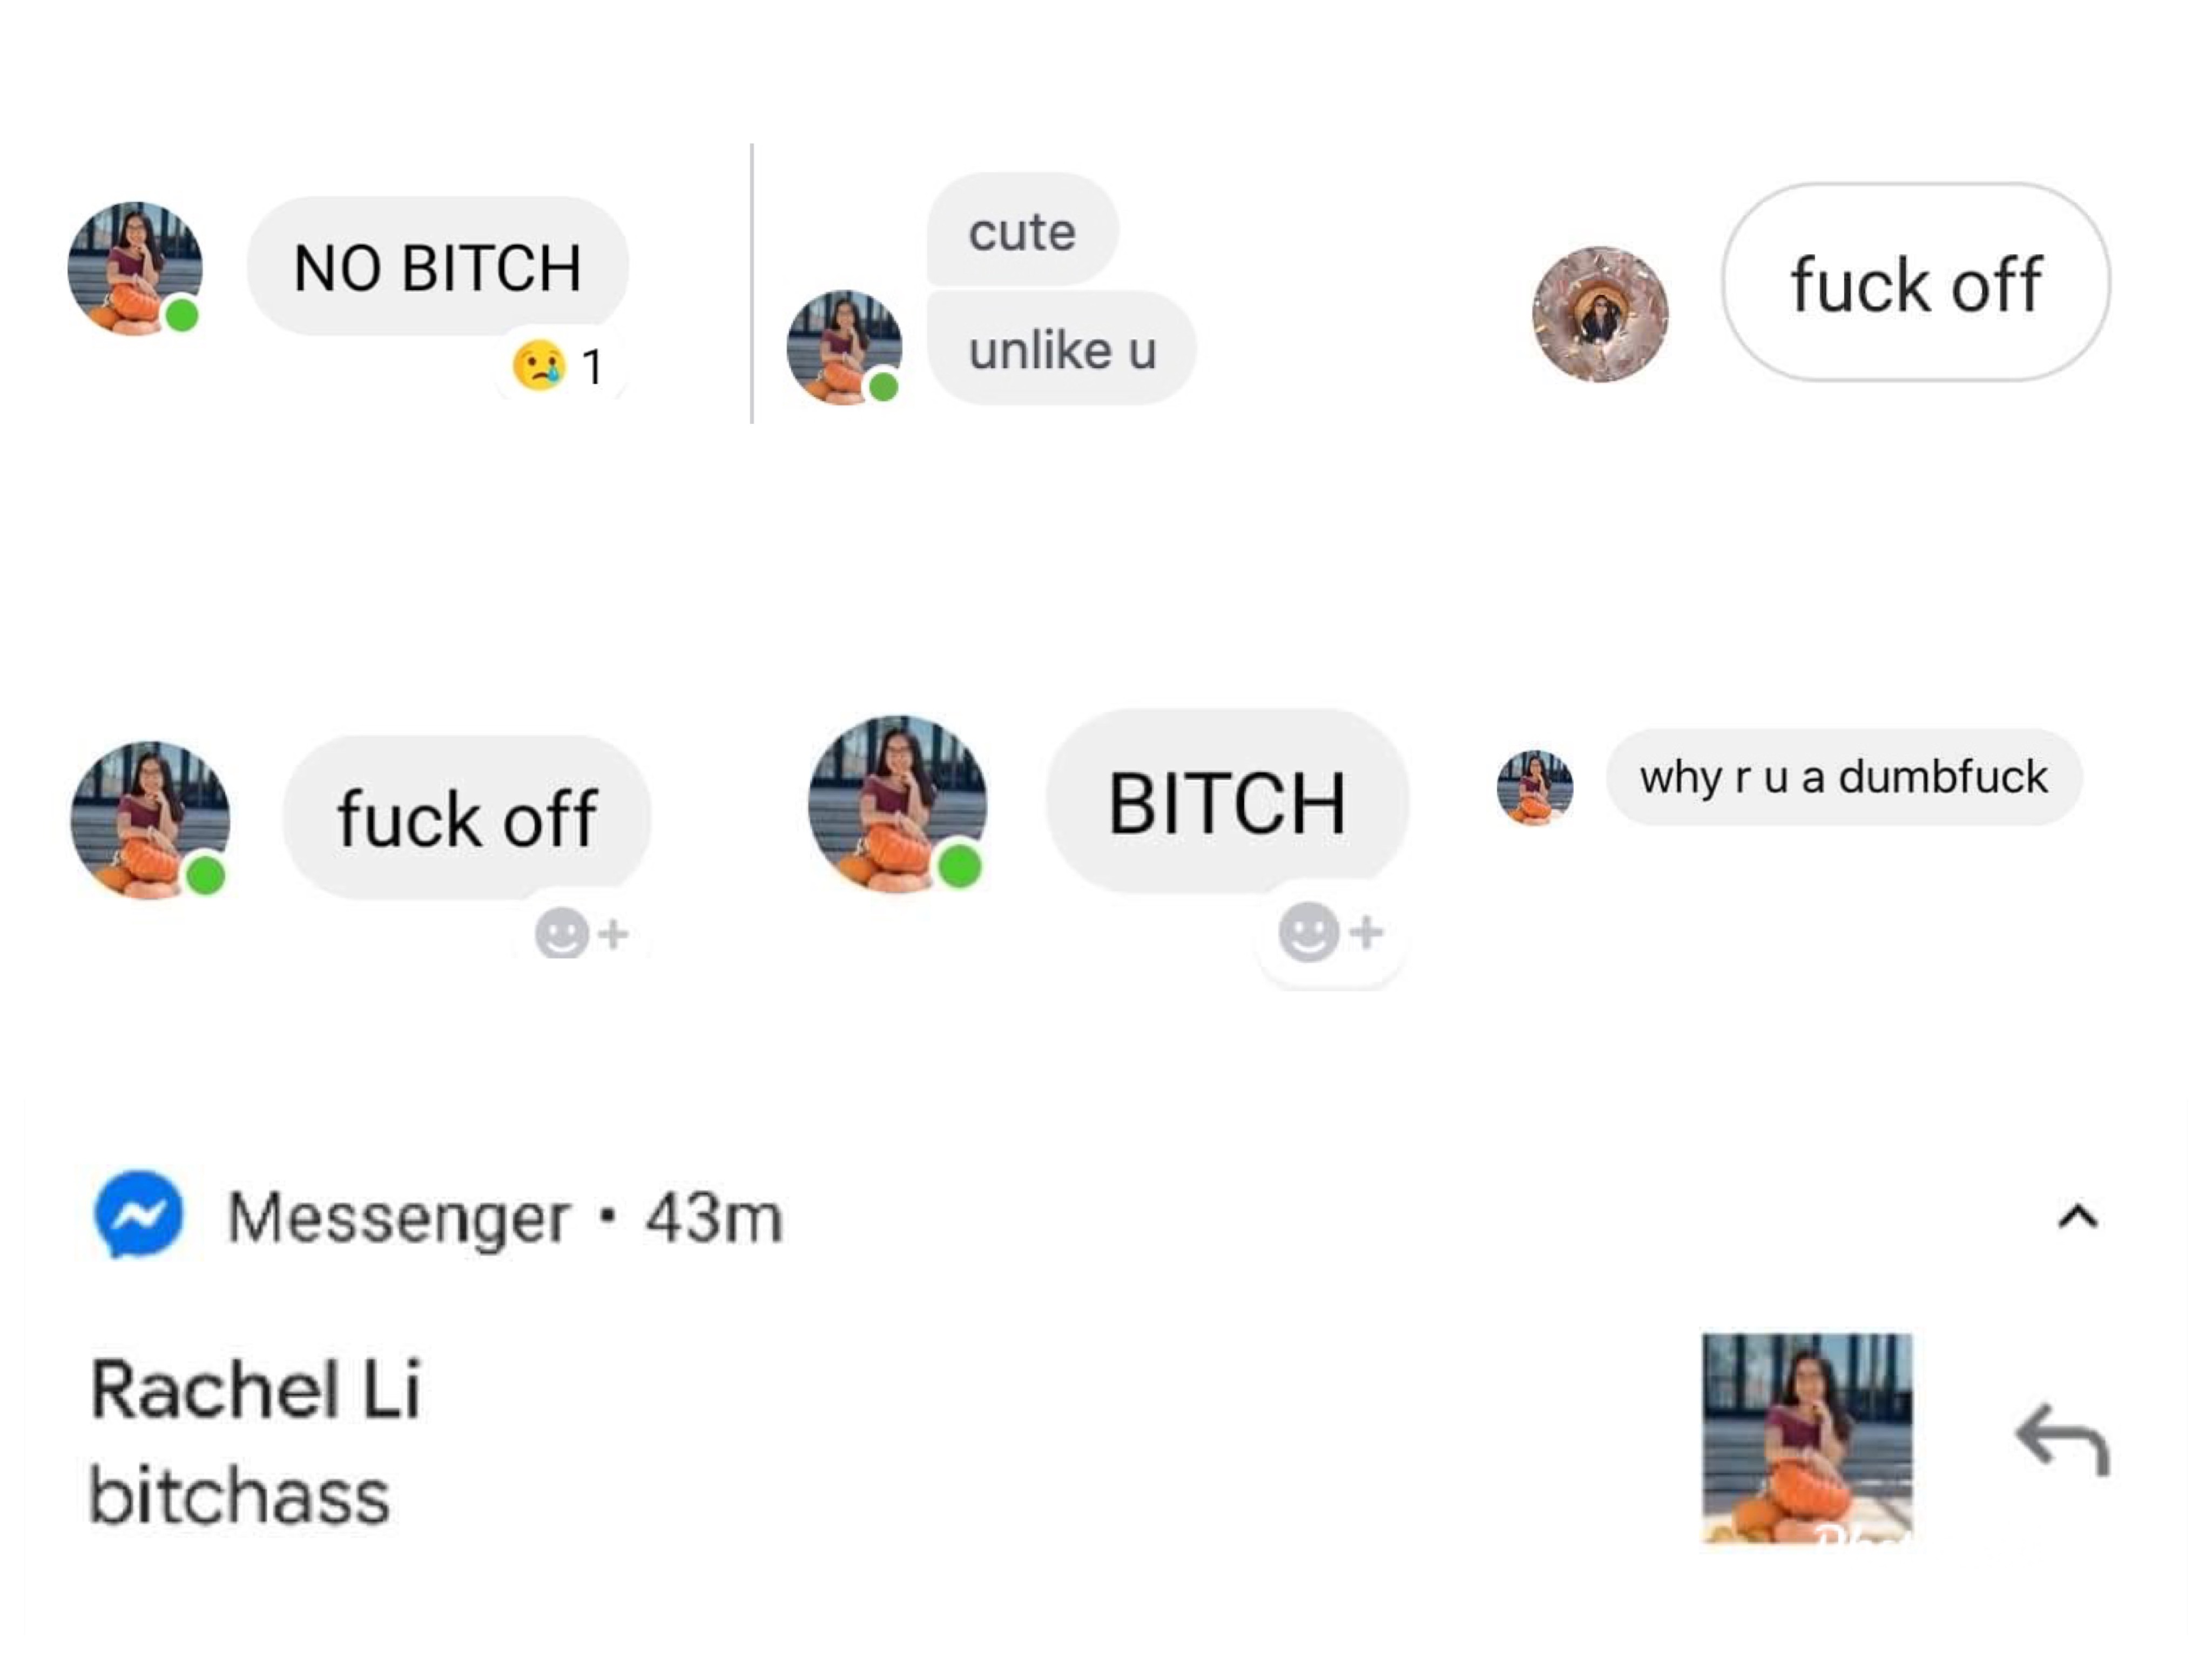 NO BITCH
1
cute
unlike u
fuck off
fuck off
BITCH
why r u a dumbfuck
Messenger • 43m
Rachel Li
bitchass